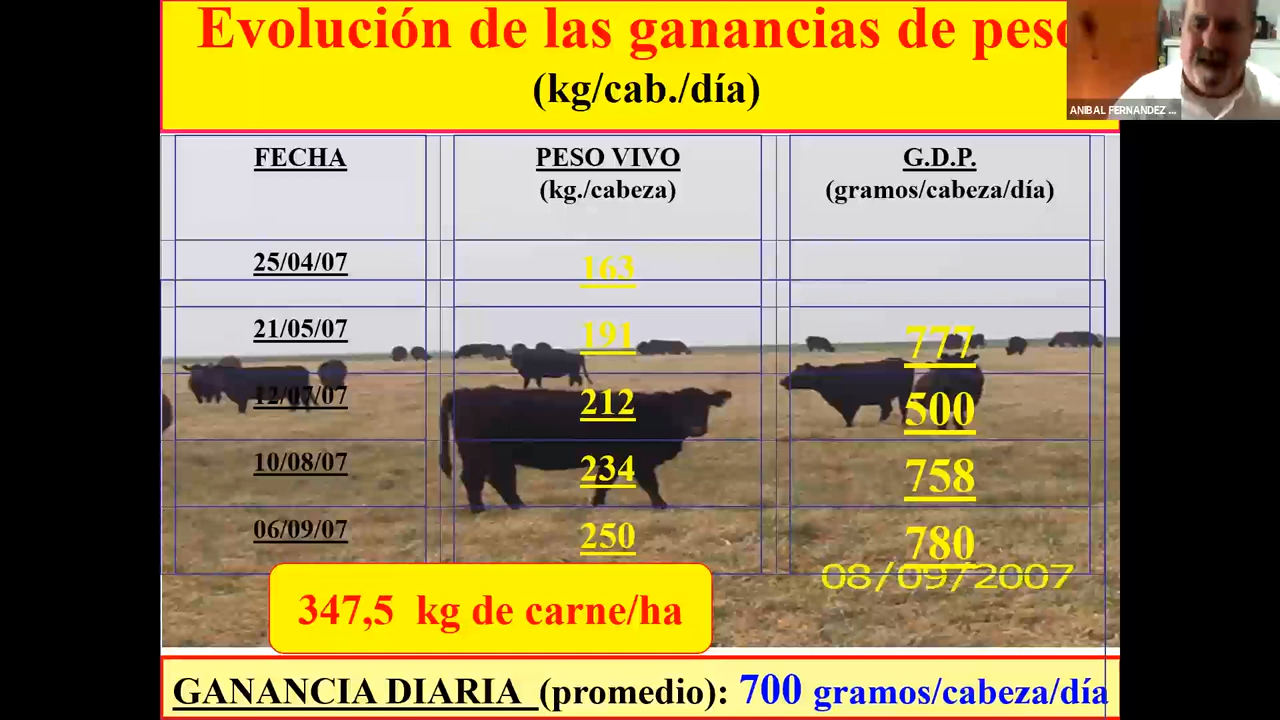 Evolución de las ganancias de peso
(kg/cab./día)
ANIBAL FERNANDEZ ...
FECHA PESO VIVO G.D.P.
(kg./cabeza) (gramos/cabeza/día)
25/04/07 163
21/05/07 191 777
12/07/07 212 500
10/08/07 234 758
06/09/07 250 780
08/09/2007
347,5 kg de carne/ha
GANANCIA DIARIA (promedio): 700 gramos/cabeza/día